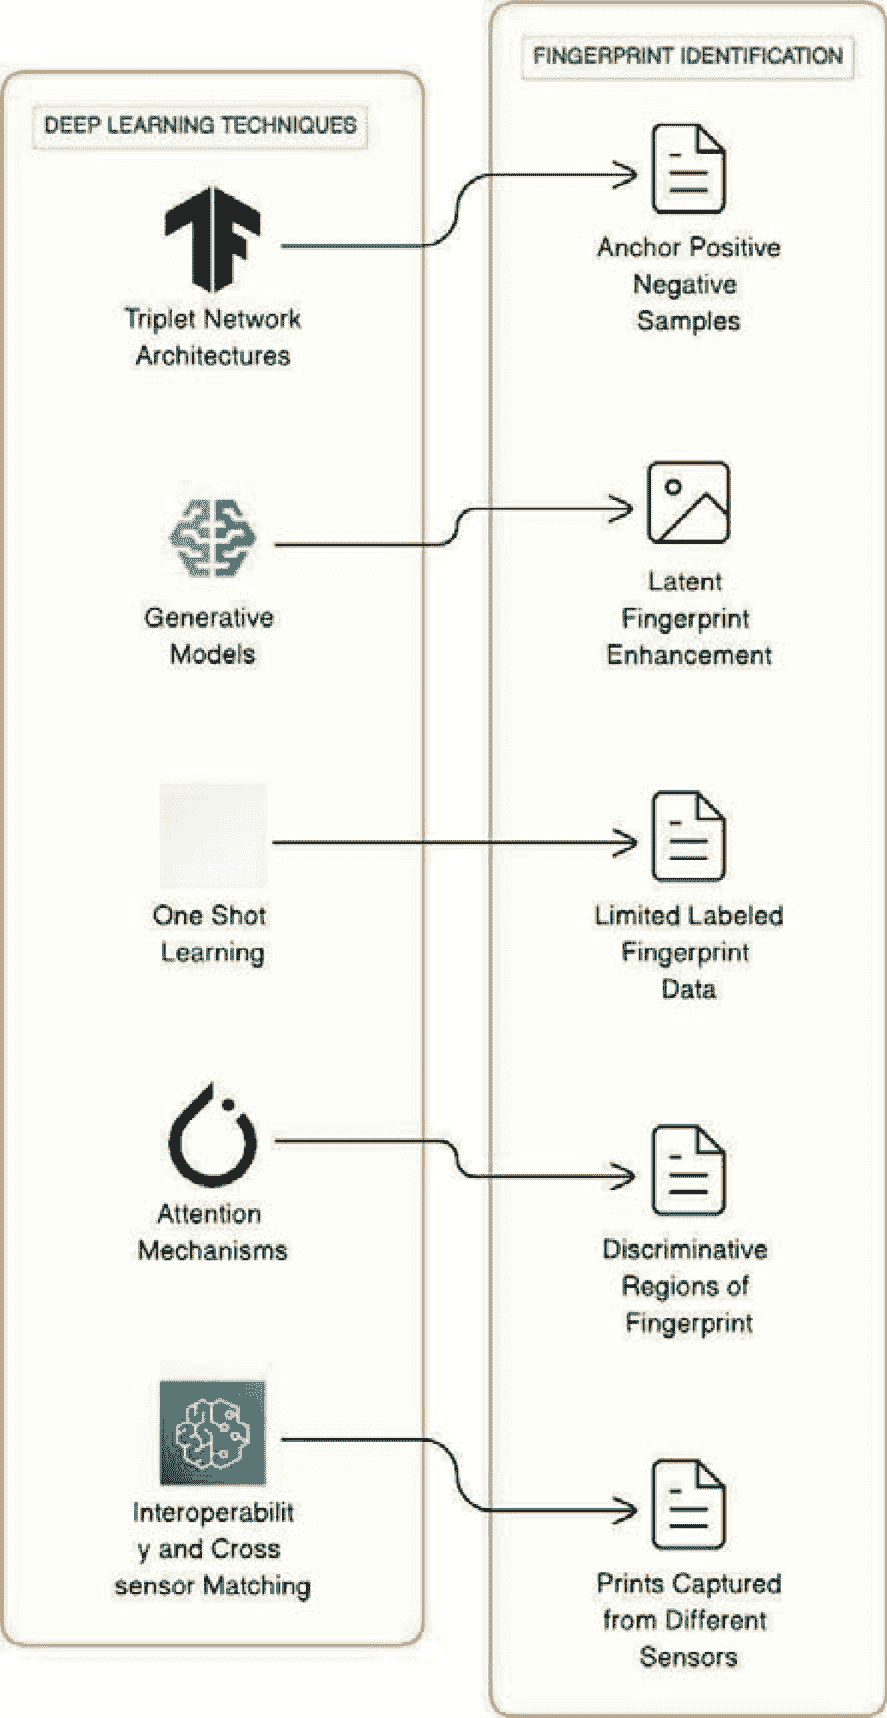 DEEP LEARNING TECHNIQUES
Triplet Network
Architectures
Generative
Models
One Shot
Learning
Attention
Mechanisms
Interoperabilit
y and Cross
sensor Matching
FINGERPRINT IDENTIFICATION
Anchor Positive
Negative
Samples
Latent
Fingerprint
Enhancement
Limited Labeled
Fingerprint
Data
Discriminative
Regions of
Fingerprint
Prints Captured
from Different
Sensors